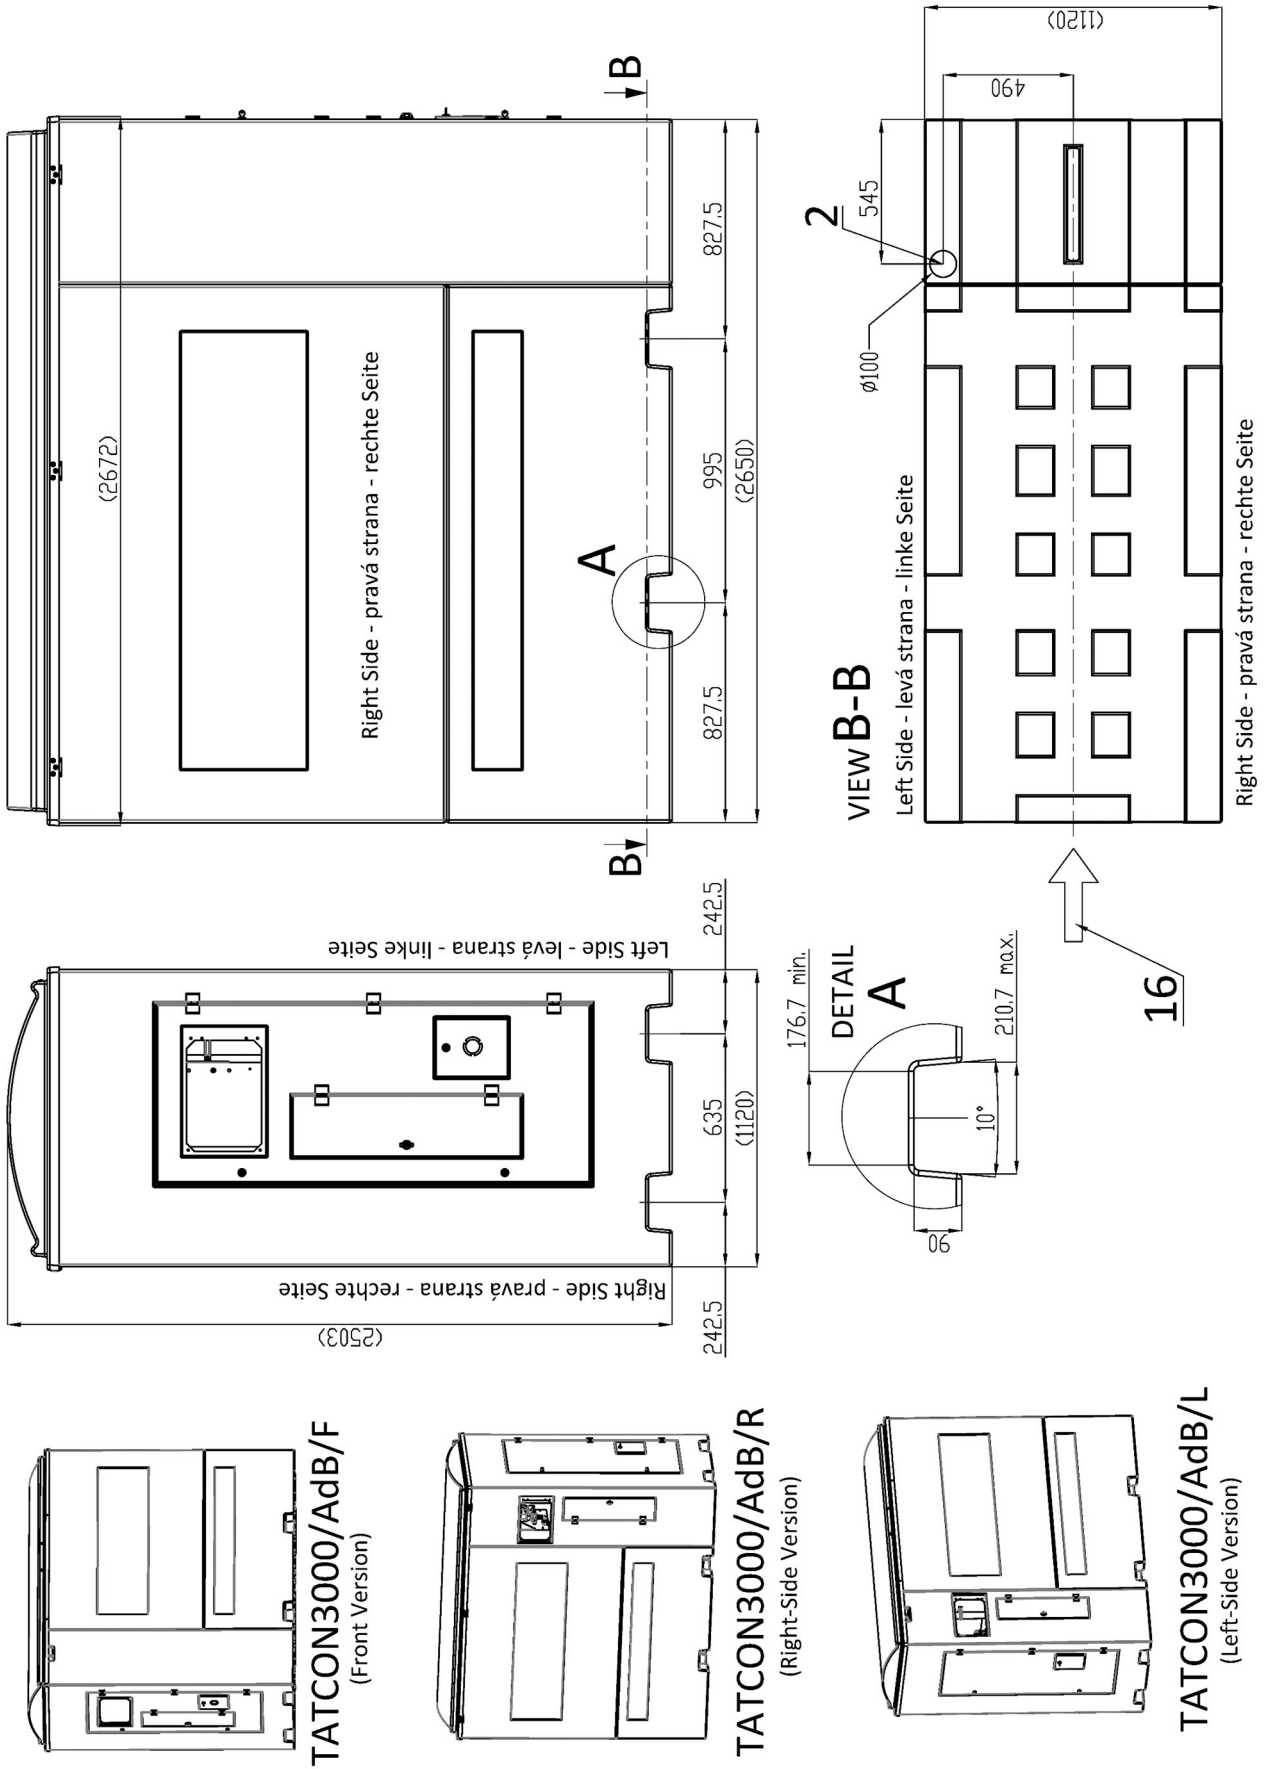 TATCON3000/AdB/F
(Front Version)
TATCON3000/AdB/R
(Right-Side Version)
TATCON3000/AdB/L
(Left-Side Version)
(2503)
Right Side - pravá strana - rechte Seite
Left Side - levá strana - linke Seite
242.5
635
242.5
(1120)
DETAIL
A
176.7 min.
210.7 max.
10°
90
16
(2672)
Right Side - pravá strana - rechte Seite
A
B
B
827.5
995
827.5
(2650)
VIEW B-B
Left Side - levá strana - linke Seite
Right Side - pravá strana - rechte Seite
Ø100
2
545
490
(1120)